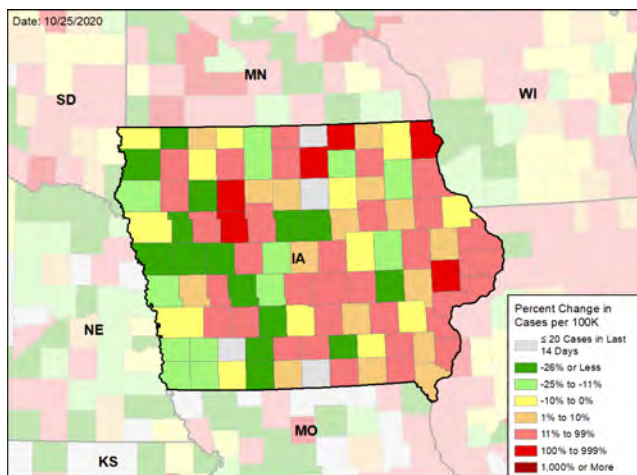 Date: 10/25/2020
MN
SD
WI
IA
NE
MO
KS
Percent Change in
Cases per 100K
≤ 20 Cases in Last
14 Days
-26% or Less
-25% to -11%
-10% to 0%
1% to 10%
11% to 99%
100% to 999%
1,000% or More